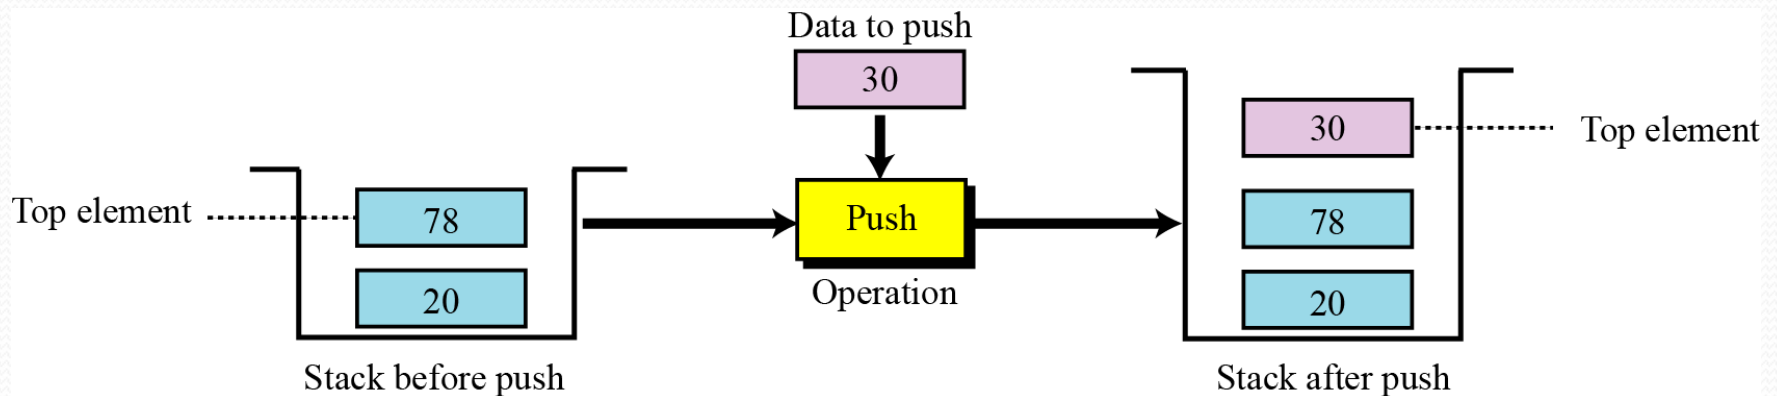 Data to push
30
Top element
78
20
Stack before push
Push
Operation
30
Top element
78
20
Stack after push